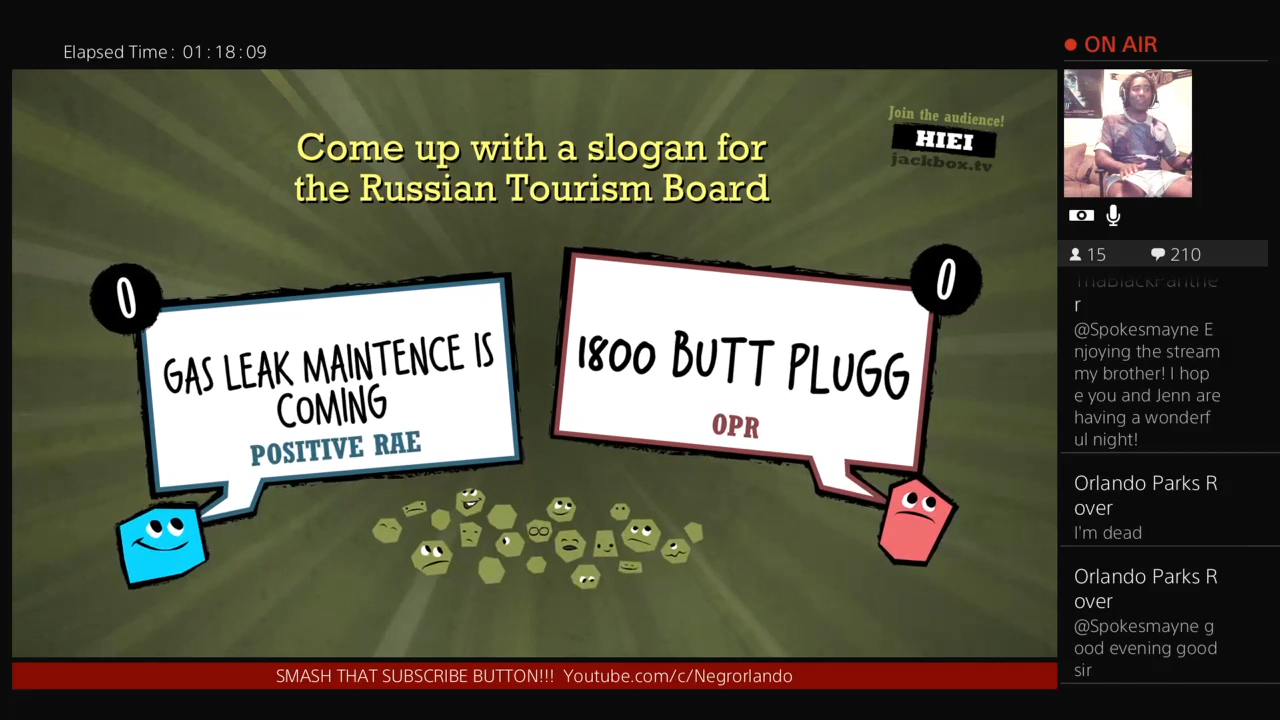 Elapsed Time: 01:18:09
ON AIR
Come up with a slogan for
the Russian Tourism Board
Join the audience!
HIEI
jackbox.tv
0
GAS LEAK MAINTENCE IS
COMING
POSITIVE RAE
0
1800 BUTT PLUGG
OPR
15
210
ThaBlackPanthe
r
@Spokesmayne E
njoying the stream
my brother! I hop
e you and Jenn are
having a wonderf
ul night!
Orlando Parks R
over
I'm dead
Orlando Parks R
over
@Spokesmayne g
ood evening good
sir
SMASH THAT SUBSCRIBE BUTTON!!! Youtube.com/c/Negrorlando